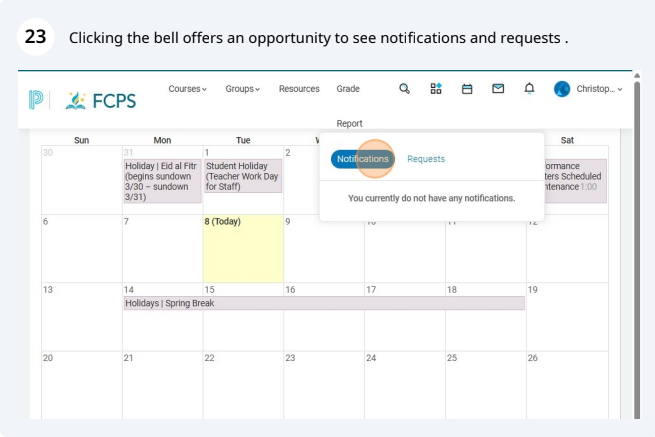 23 Clicking the bell offers an opportunity to see notifications and requests .
FCPS Courses Groups Resources Grade Christop...
Report
Sun Mon Tue Sat
Notifications Requests
You currently do not have any notifications.
30 31 1 2
Holiday | Eid al Fitr
(begins sundown
3/30 – sundown
3/31)
Student Holiday
(Teacher Work Day
for Staff)
ormance
ters Scheduled
ntenance 1:00
6 7 8 (Today) 9 10 11 12
13 14 15 16 17 18 19
Holidays | Spring Break
20 21 22 23 24 25 26